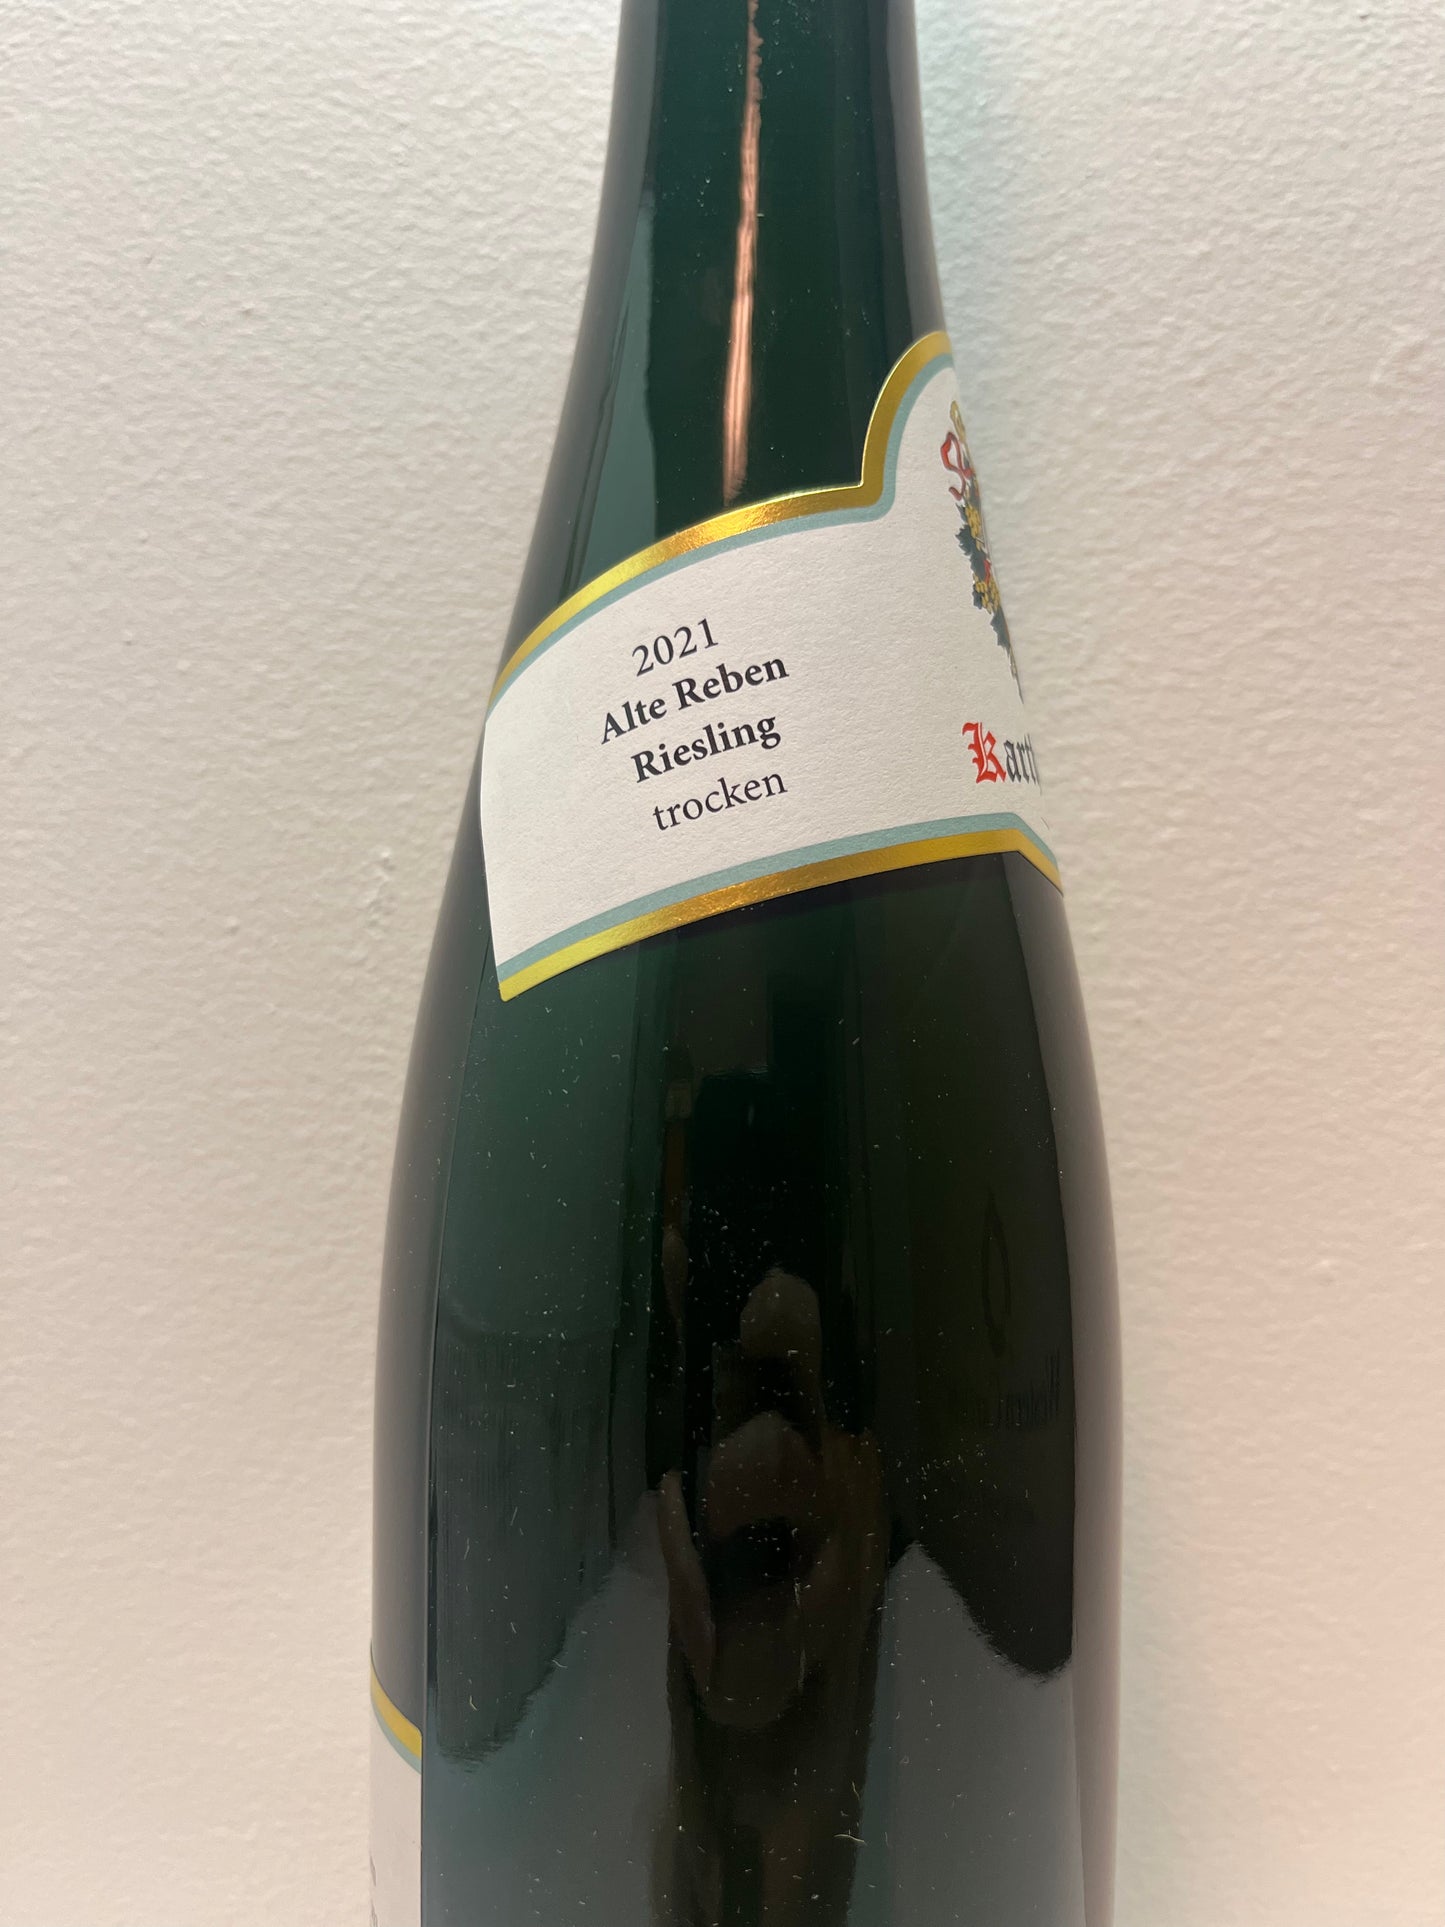 2021
Alte Reben
Riesling
trocken